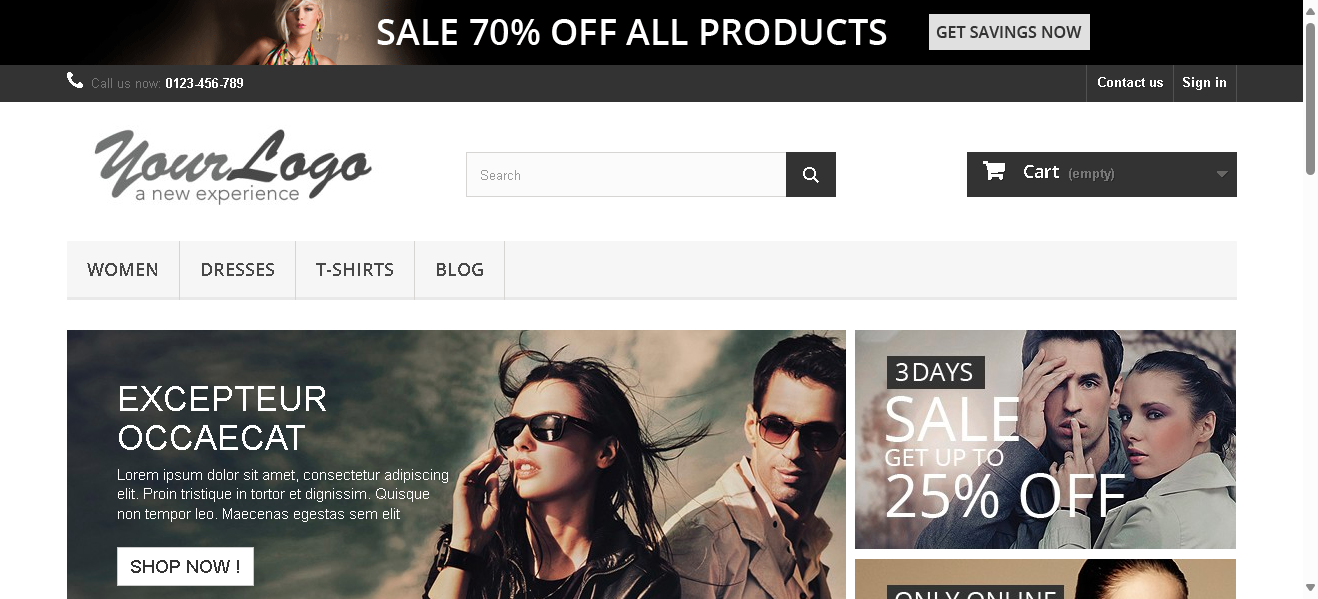 SALE 70% OFF ALL PRODUCTS GET SAVINGS NOW
Call us now: 0123-456-789 Contact us Sign in
YourLogo
a new experience
Search
Cart (empty)
WOMEN DRESSES T-SHIRTS BLOG
EXCEPTEUR
OCCAECAT
Lorem ipsum dolor sit amet, consectetur adipiscing
elit. Proin tristique in tortor et dignissim. Quisque
non tempor leo. Maecenas egestas sem elit
SHOP NOW !
3 DAYS
SALE
GET UP TO
25% OFF
ONLY ONLINE